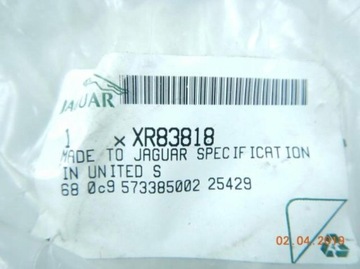 JAGUAR
1 x XR83818
MADE TO JAGUAR SPECIFICATION
IN UNITED S
68 0c9 573385002 25429
02.04.2019